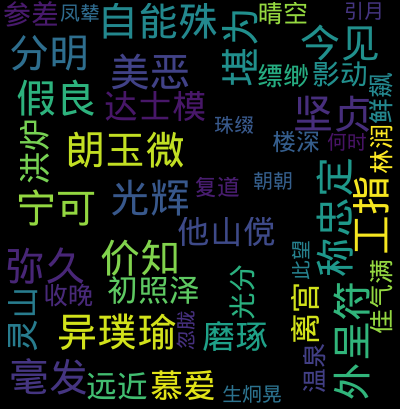 参差
凤辇
自能殊
为
晴空
引月
分明
今见
美恶
缥缈
影动
堪
假良
达士模
坚贞
鲜飙
珠缀
洪炉
朗玉微
楼深
何时
林润
朝朝
光辉
复道
宁可
称忠定
工指
他山傥
弥久
价知
此望
佳气满
收晚
初照泽
光分
灵山
离宫
外呈符
异璞瑜
忽胧
磨琢
温泉
毫发
远近
慕爱
生炯晃